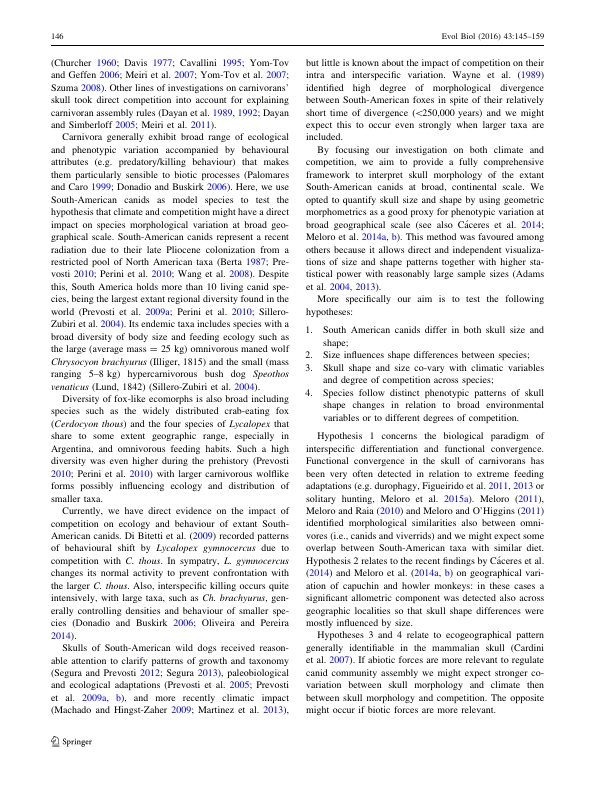 146
Evol Biol (2016) 43:145–159
(Churcher 1960; Davis 1977; Cavallini 1995; Yom-Tov
and Geffen 2006; Meiri et al. 2007; Yom-Tov et al. 2007;
Szuma 2008). Other lines of investigations on carnivorans'
skull took direct competition into account for explaining
carnivoran assembly rules (Dayan et al. 1989, 1992; Dayan
and Simberloff 2005; Meiri et al. 2011).
Carnivora generally exhibit broad range of ecological
and phenotypic variation accompanied by behavioural
attributes (e.g. predatory/killing behaviour) that makes
them particularly sensible to biotic processes (Palomares
and Caro 1999; Donadio and Buskirk 2006). Here, we use
South-American canids as model species to test the
hypothesis that climate and competition might have a direct
impact on species morphological variation at broad geo-
graphical scale. South-American canids represent a recent
radiation due to their late Pliocene colonization from a
restricted pool of North American taxa (Berta 1987; Pre-
vosti 2010; Perini et al. 2010; Wang et al. 2008). Despite
this, South America holds more than 10 living canid spe-
cies, being the largest extant regional diversity found in the
world (Prevosti et al. 2009a; Perini et al. 2010; Sillero-
Zubiri et al. 2004). Its endemic taxa includes species with a
broad diversity of body size and feeding ecology such as
the large (average mass = 25 kg) omnivorous maned wolf
Chrysocyon brachyurus (Illiger, 1815) and the small (mass
ranging 5–8 kg) hypercarnivorous bush dog Speothos
venaticus (Lund, 1842) (Sillero-Zubiri et al. 2004).
Diversity of fox-like ecomorphs is also broad including
species such as the widely distributed crab-eating fox
(Cerdocyon thous) and the four species of Lycalopex that
share to some extent geographic range, especially in
Argentina, and omnivorous feeding habits. Such a high
diversity was even higher during the prehistory (Prevosti
2010; Perini et al. 2010) with larger carnivorous wolflike
forms possibly influencing ecology and distribution of
smaller taxa.
Currently, we have direct evidence on the impact of
competition on ecology and behaviour of extant South-
American canids. Di Bitetti et al. (2009) recorded patterns
of behavioural shift by Lycalopex gymnocercus due to
competition with C. thous. In sympatry, L. gymnocercus
changes its normal activity to prevent confrontation with
the larger C. thous. Also, interspecific killing occurs quite
intensively, with large taxa, such as Ch. brachyurus, gen-
erally controlling densities and behaviour of smaller spe-
cies (Donadio and Buskirk 2006; Oliveira and Pereira
2014).
Skulls of South-American wild dogs received reason-
able attention to clarify patterns of growth and taxonomy
(Segura and Prevosti 2012; Segura 2013), paleobiological
and ecological adaptations (Prevosti et al. 2005; Prevosti
et al. 2009a, b), and more recently climatic impact
(Machado and Hingst-Zaher 2009; Martinez et al. 2013),
but little is known about the impact of competition on their
intra and interspecific variation. Wayne et al. (1989)
identified high degree of morphological divergence
between South-American foxes in spite of their relatively
short time of divergence (<250,000 years) and we might
expect this to occur even strongly when larger taxa are
included.
By focusing our investigation on both climate and
competition, we aim to provide a fully comprehensive
framework to interpret skull morphology of the extant
South-American canids at broad, continental scale. We
opted to quantify skull size and shape by using geometric
morphometrics as a good proxy for phenotypic variation at
broad geographical scale (see also Cáceres et al. 2014;
Meloro et al. 2014a, b). This method was favoured among
others because it allows direct and independent visualiza-
tions of size and shape patterns together with higher sta-
tistical power with reasonably large sample sizes (Adams
et al. 2004, 2013).
More specifically our aim is to test the following
hypotheses:
1. South American canids differ in both skull size and
shape;
2. Size influences shape differences between species;
3. Skull shape and size co-vary with climatic variables
and degree of competition across species;
4. Species follow distinct phenotypic patterns of skull
shape changes in relation to broad environmental
variables or to different degrees of competition.
Hypothesis 1 concerns the biological paradigm of
interspecific differentiation and functional convergence.
Functional convergence in the skull of carnivorans has
been very often detected in relation to extreme feeding
adaptations (e.g. durophagy, Figueirido et al. 2011, 2013 or
solitary hunting, Meloro et al. 2015a). Meloro (2011),
Meloro and Raia (2010) and Meloro and O'Higgins (2011)
identified morphological similarities also between omni-
vores (i.e., canids and viverrids) and we might expect some
overlap between South-American taxa with similar diet.
Hypothesis 2 relates to the recent findings by Cáceres et al.
(2014) and Meloro et al. (2014a, b) on geographical vari-
ation of capuchin and howler monkeys: in these cases a
significant allometric component was detected also across
geographic localities so that skull shape differences were
mostly influenced by size.
Hypotheses 3 and 4 relate to ecogeographical pattern
generally identifiable in the mammalian skull (Cardini
et al. 2007). If abiotic forces are more relevant to regulate
canid community assembly we might expect stronger co-
variation between skull morphology and climate then
between skull morphology and competition. The opposite
might occur if biotic forces are more relevant.
Springer